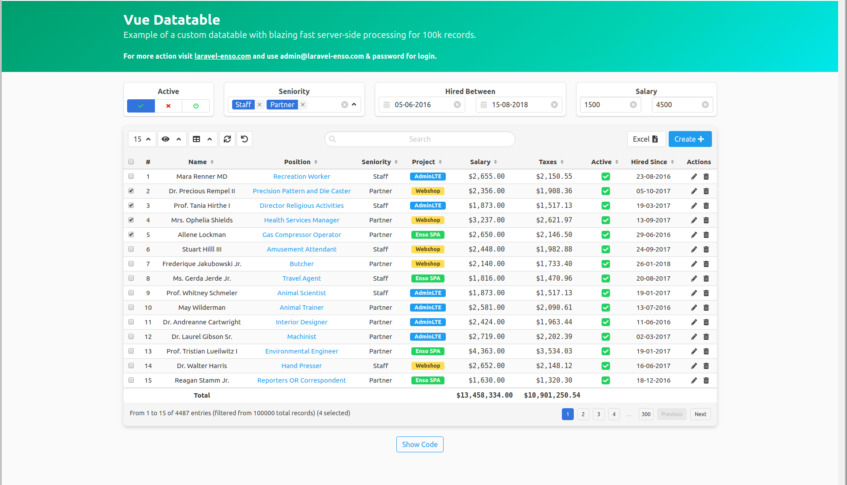 Vue Datatable
Example of a custom datatable with blazing fast server-side processing for 100k records.
For more action visit laravel-enso.com and use admin@laravel-enso.com & password for login.
Active Seniority Hired Between Salary
Staff × Partner × 05-06-2016 15-08-2018 1500 4500
15 Search Excel Create +
# Name Position Seniority Project Salary Taxes Active Hired Since Actions
1 Mara Renner MD Recreation Worker Staff AdminLTE $2,655.00 $2,150.55 23-08-2016
2 Dr. Precious Rempel II Precision Pattern and Die Caster Partner Webshop $2,356.00 $1,908.36 05-10-2017
3 Prof. Tania Hirthe I Director Religious Activities Staff AdminLTE $1,873.00 $1,517.13 19-03-2017
4 Mrs. Ophelia Shields Health Services Manager Partner Webshop $3,237.00 $2,621.97 13-09-2017
5 Allene Lockman Gas Compressor Operator Partner Enso SPA $2,650.00 $2,146.50 29-06-2016
6 Stuart Hilll III Amusement Attendant Staff Webshop $2,448.00 $1,982.88 24-09-2017
7 Frederique Jakubowski Jr. Butcher Partner Webshop $2,140.00 $1,733.40 26-01-2018
8 Ms. Gerda Jerde Jr. Travel Agent Staff Enso SPA $1,816.00 $1,470.96 20-08-2017
9 Prof. Whitney Schmeler Animal Scientist Staff AdminLTE $1,873.00 $1,517.13 19-01-2017
10 May Wilderman Animal Trainer Partner AdminLTE $2,581.00 $2,090.61 13-07-2016
11 Dr. Andreanne Cartwright Interior Designer Partner AdminLTE $2,424.00 $1,963.44 11-06-2016
12 Dr. Laurel Gibson Sr. Machinist Partner AdminLTE $2,719.00 $2,202.39 02-03-2017
13 Prof. Tristian Lueilwitz I Environmental Engineer Partner Enso SPA $4,363.00 $3,534.03 19-01-2017
14 Dr. Walter Harris Hand Presser Staff Webshop $2,652.00 $2,148.12 16-06-2017
15 Reagan Stamm Jr. Reporters OR Correspondent Partner Enso SPA $1,630.00 $1,320.30 18-12-2016
Total $13,458,334.00 $10,901,250.54
From 1 to 15 of 4487 entries (filtered from 100000 total records) (4 selected) 1 2 3 4 ... 300 Previous Next
Show Code